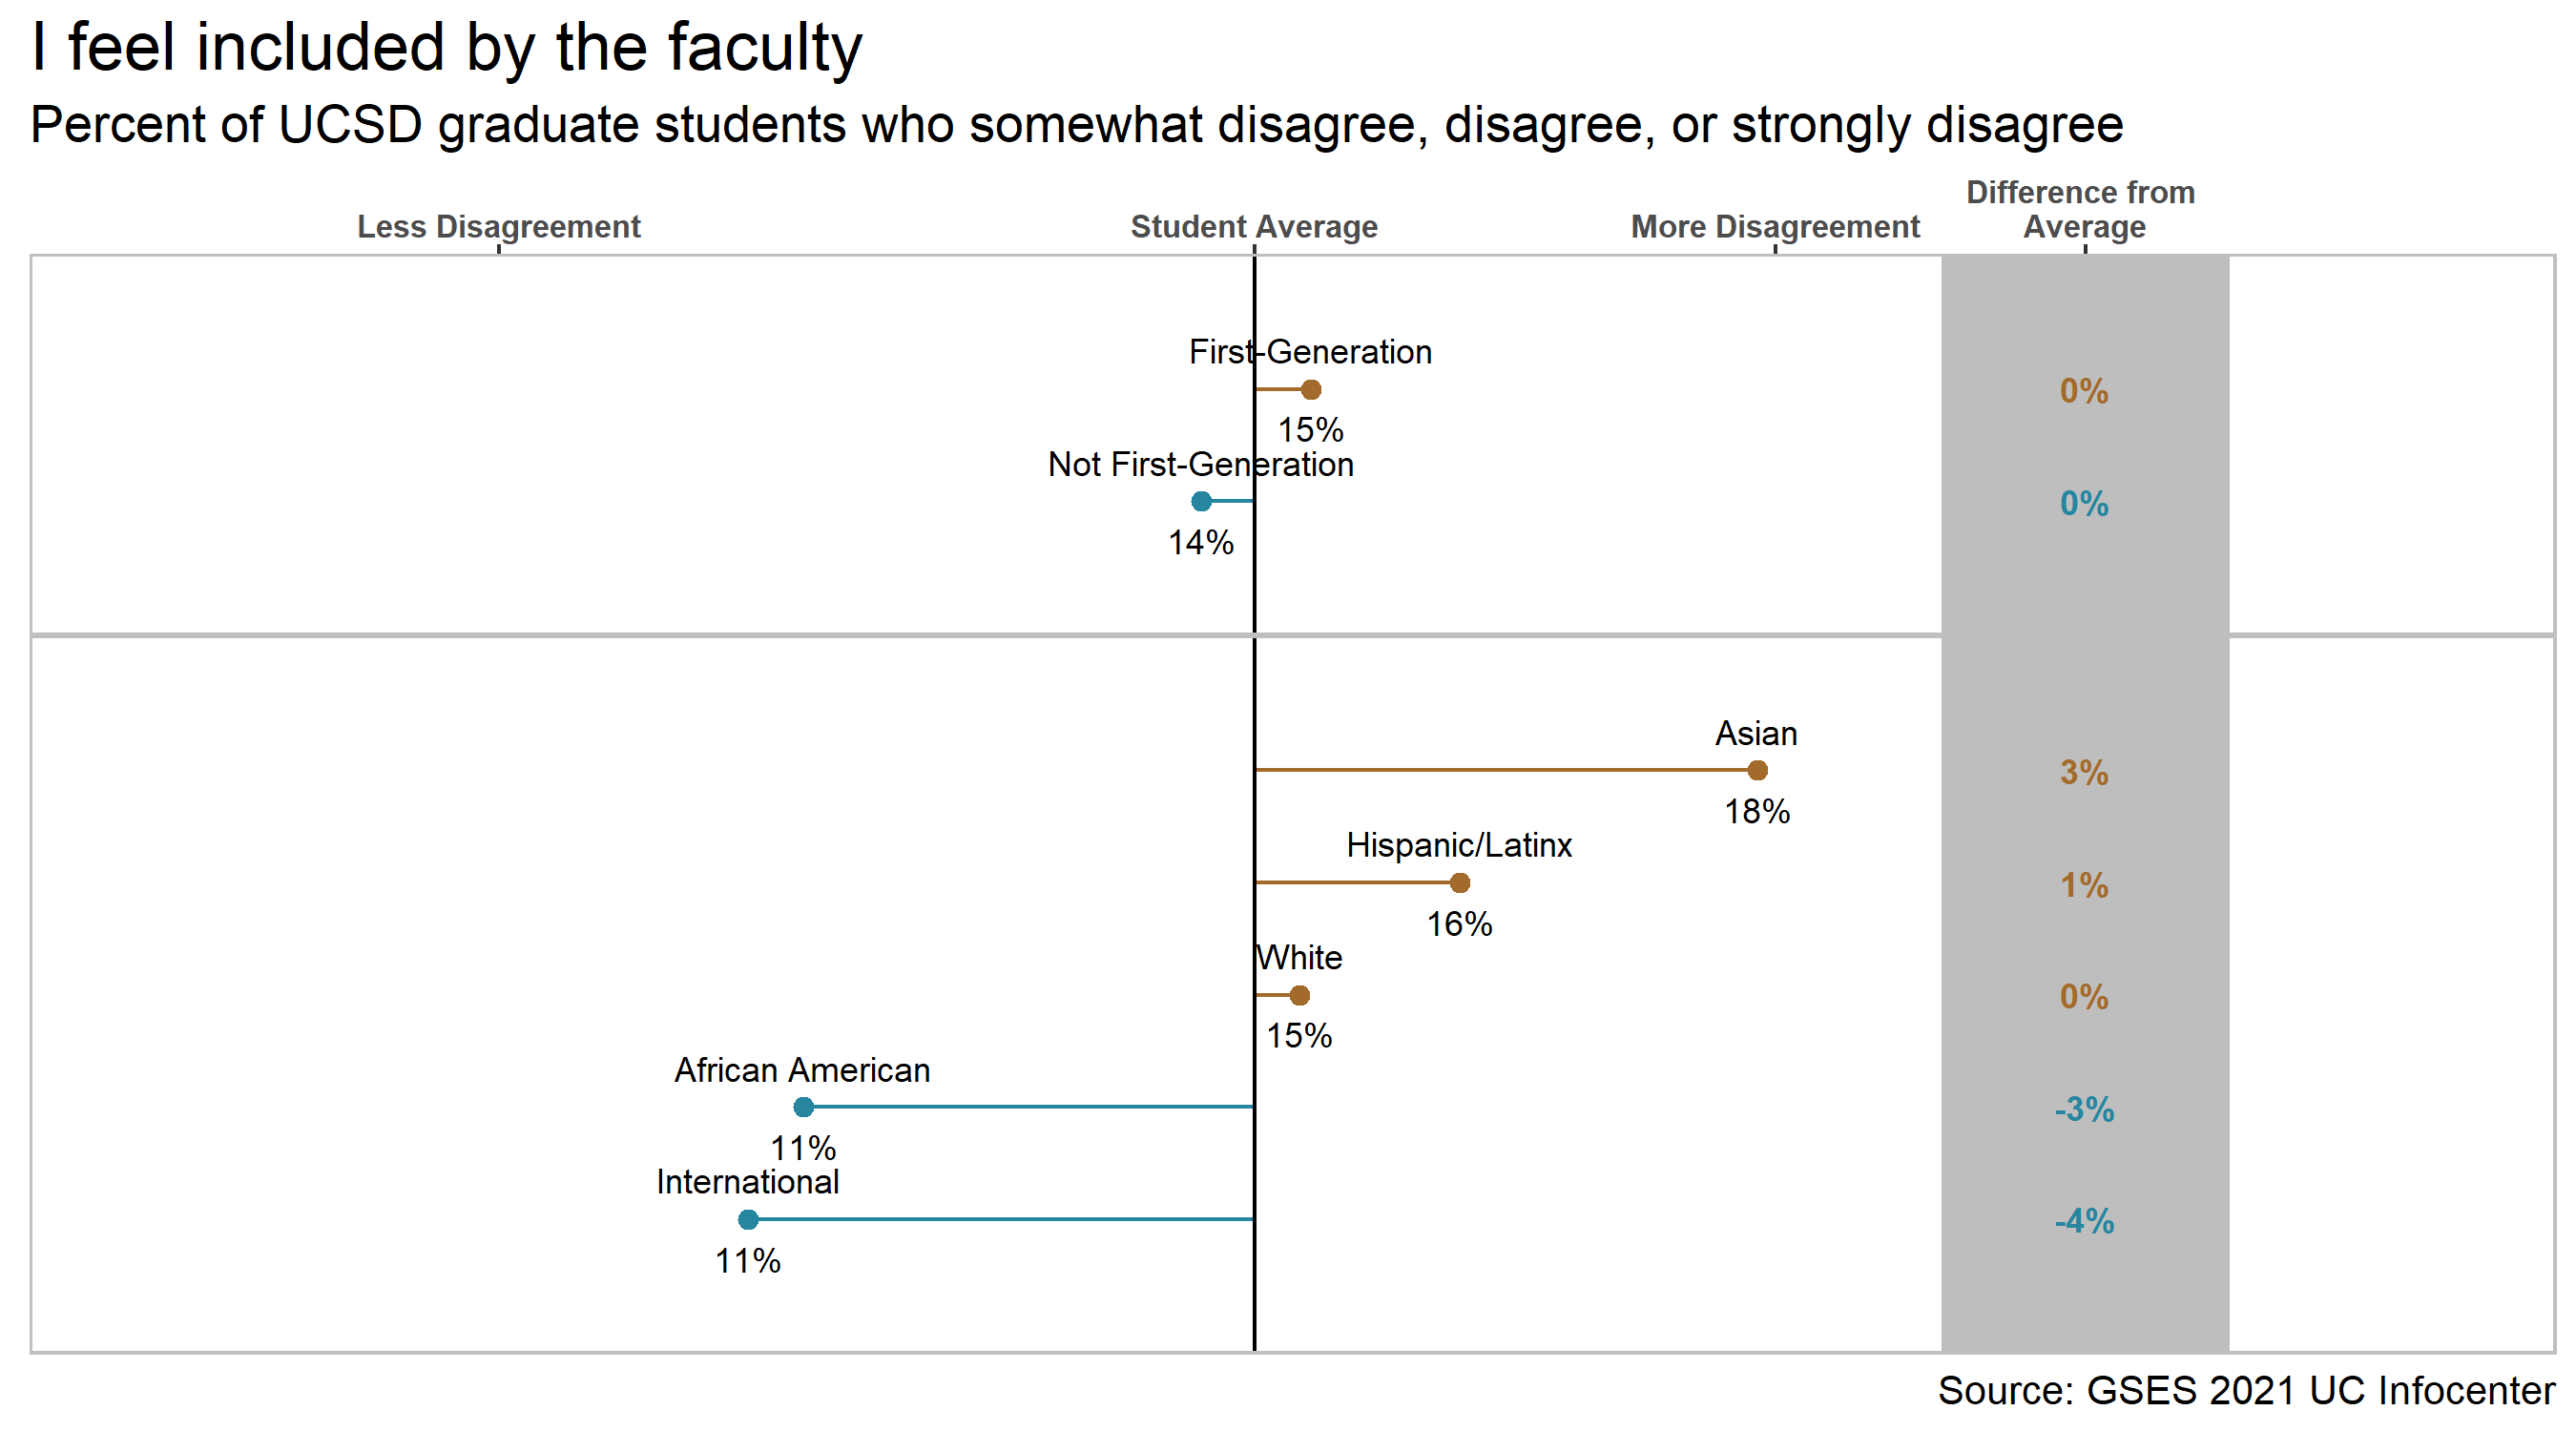 I feel included by the faculty
Percent of UCSD graduate students who somewhat disagree, disagree, or strongly disagree
Less Disagreement
Student Average
More Disagreement
Difference from
Average
First-Generation
0%
15%
Not First-Generation
0%
14%
Asian
3%
18%
Hispanic/Latinx
1%
16%
White
0%
15%
African American
-3%
11%
International
-4%
11%
Source: GSES 2021 UC Infocenter